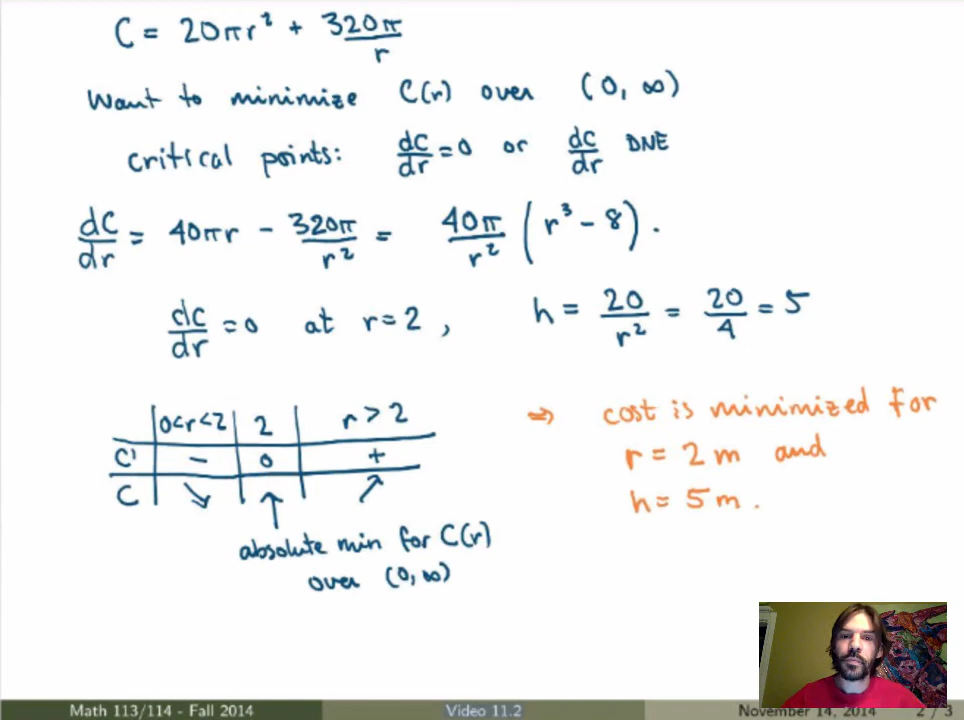 C = 20πr² + 320π/r
Want to minimize C(r) over (0, ∞)
critical points: dC/dr = 0 or dC/dr DNE
dC/dr = 40πr - 320π/r² = 40π/r² (r³ - 8).
dC/dr = 0 at r = 2, h = 20/r² = 20/4 = 5
0<r<2 2 r > 2
C' - 0 + 
C ↘ ↑ ↗
absolute min for C(r)
over (0, ∞)
⇒ cost is minimized for
r = 2 m and
h = 5 m.
Math 113/114 - Fall 2014 Video 11.2 November 14, 2014 2 / 3